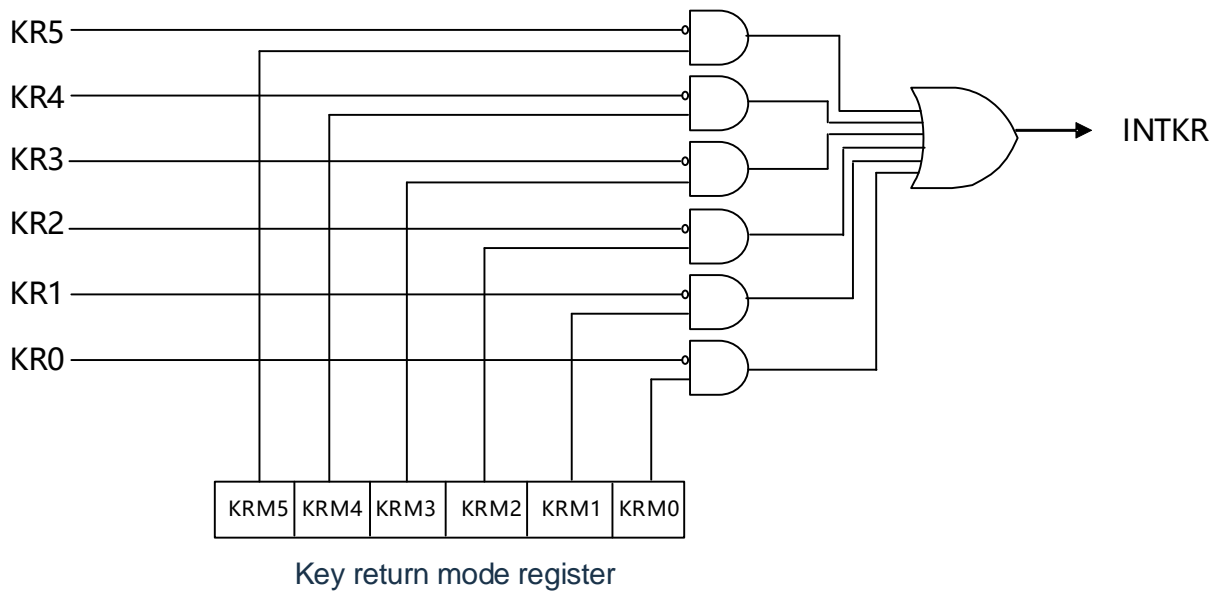 KR5
KR4
INTKR
KR3
KR2
KR1
KR0
KRM5 KRM4 KRM3 KRM2 KRM1 KRM0
Key return mode register